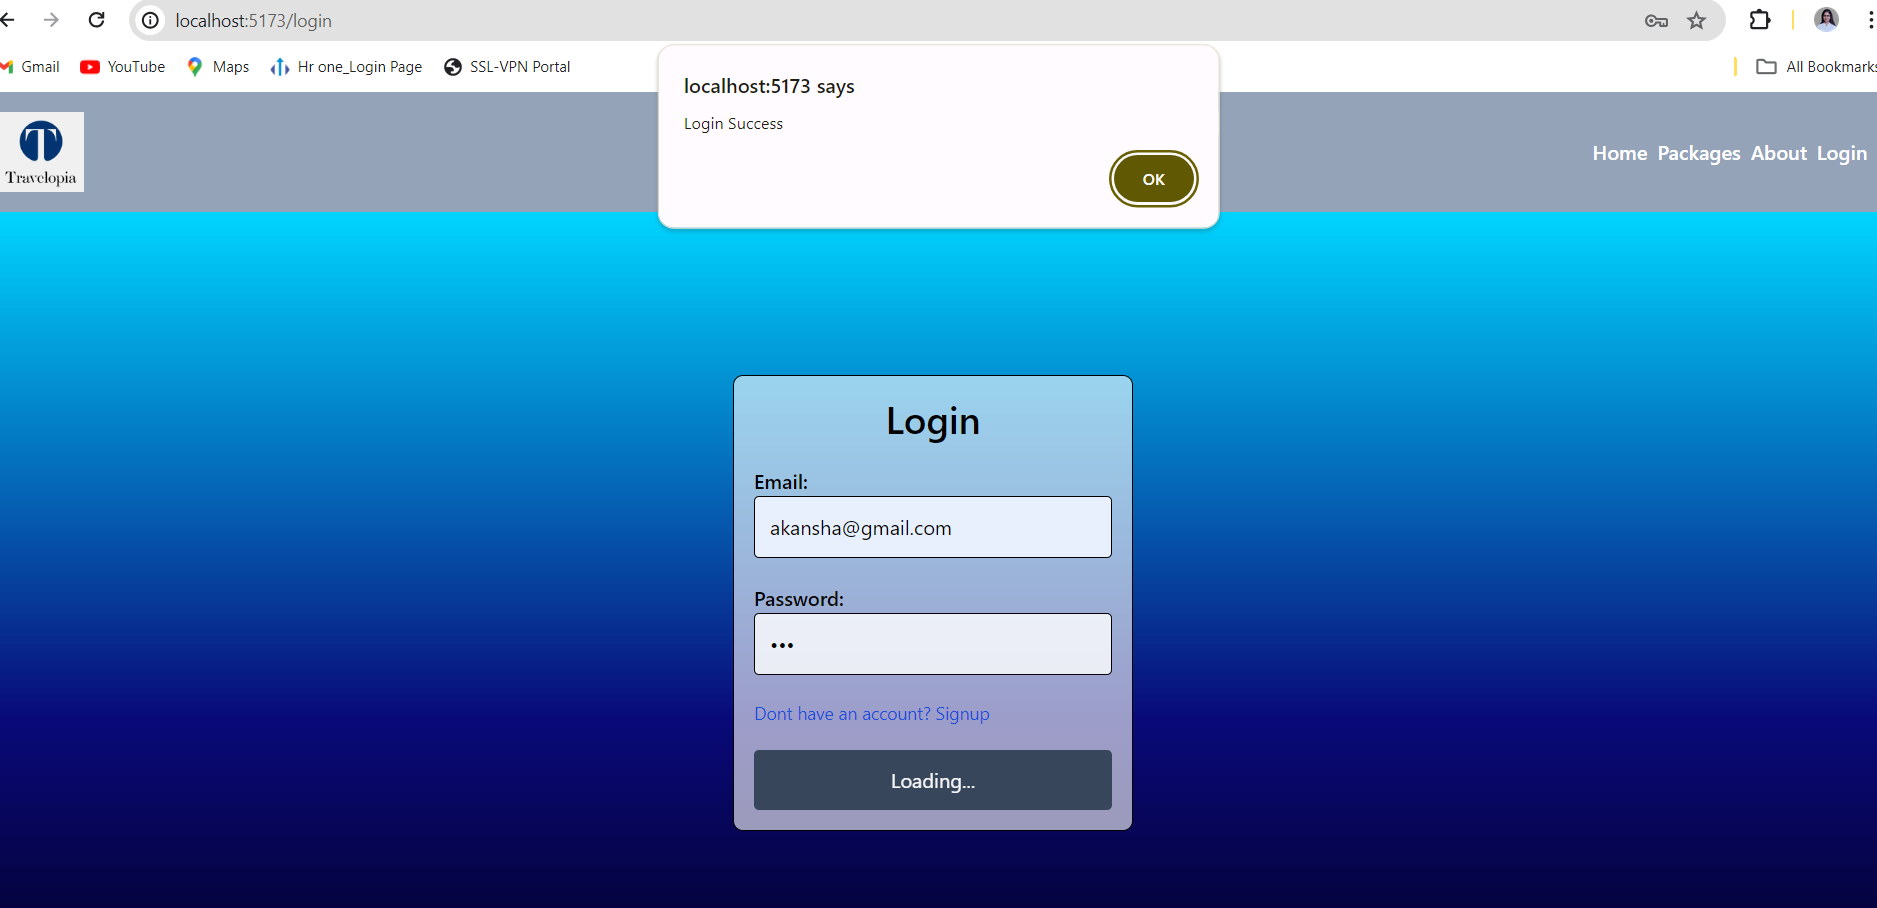 localhost:5173/login
Gmail YouTube Maps Hr one_Login Page SSL-VPN Portal All Bookmarks
localhost:5173 says
Login Success
OK
T
Travelopia
Home Packages About Login
Login
Email:
akansha@gmail.com
Password:
•••
Dont have an account? Signup
Loading...